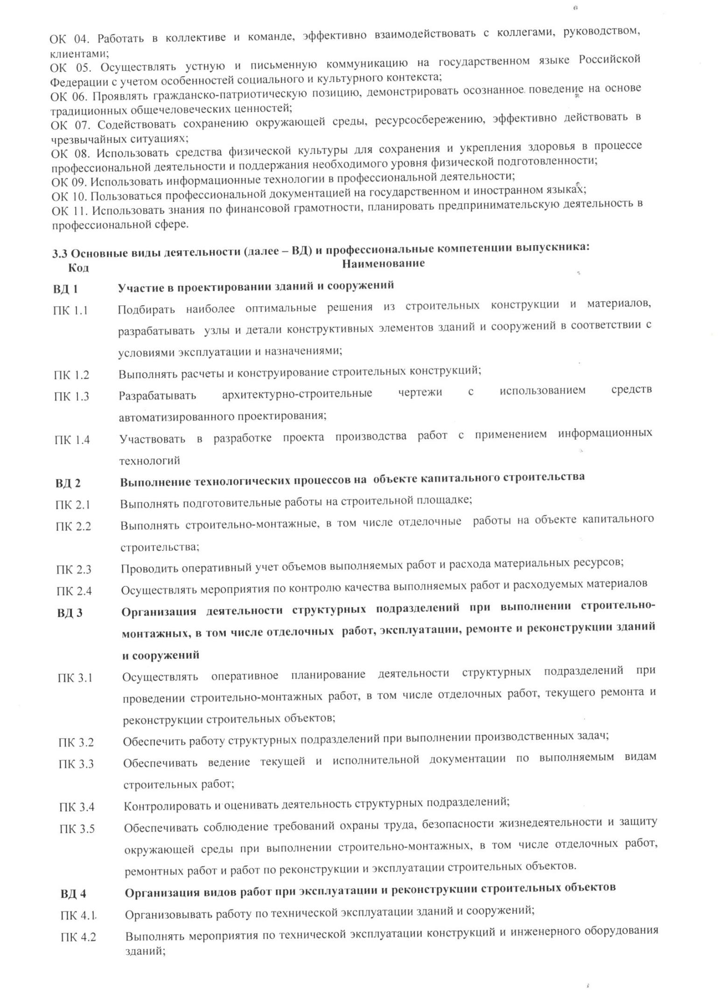 ОК 04. Работать в коллективе и команде, эффективно взаимодействовать с коллегами, руководством,
клиентами;
ОК 05. Осуществлять устную и письменную коммуникацию на государственном языке Российской
Федерации с учетом особенностей социального и культурного контекста;
ОК 06. Проявлять гражданско-патриотическую позицию, демонстрировать осознанное поведение на основе
традиционных общечеловеческих ценностей;
ОК 07. Содействовать сохранению окружающей среды, ресурсосбережению, эффективно действовать в
чрезвычайных ситуациях;
ОК 08. Использовать средства физической культуры для сохранения и укрепления здоровья в процессе
профессиональной деятельности и поддержания необходимого уровня физической подготовленности;
ОК 09. Использовать информационные технологии в профессиональной деятельности;
ОК 10. Пользоваться профессиональной документацией на государственном и иностранном языках;
ОК 11. Использовать знания по финансовой грамотности, планировать предпринимательскую деятельность в
профессиональной сфере.
3.3 Основные виды деятельности (далее – ВД) и профессиональные компетенции выпускника:
Код Наименование
ВД 1 Участие в проектировании зданий и сооружений
ПК 1.1 Подбирать наиболее оптимальные решения из строительных конструкции и материалов,
разрабатывать узлы и детали конструктивных элементов зданий и сооружений в соответствии с
условиями эксплуатации и назначениями;
ПК 1.2 Выполнять расчеты и конструирование строительных конструкций;
ПК 1.3 Разрабатывать архитектурно-строительные чертежи с использованием средств
автоматизированного проектирования;
ПК 1.4 Участвовать в разработке проекта производства работ с применением информационных
технологий
ВД 2 Выполнение технологических процессов на объекте капитального строительства
ПК 2.1 Выполнять подготовительные работы на строительной площадке;
ПК 2.2 Выполнять строительно-монтажные, в том числе отделочные работы на объекте капитального
строительства;
ПК 2.3 Проводить оперативный учет объемов выполняемых работ и расхода материальных ресурсов;
ПК 2.4 Осуществлять мероприятия по контролю качества выполняемых работ и расходуемых материалов
ВД 3 Организация деятельности структурных подразделений при выполнении строительно-
монтажных, в том числе отделочных работ, эксплуатации, ремонте и реконструкции зданий
и сооружений
ПК 3.1 Осуществлять оперативное планирование деятельности структурных подразделений при
проведении строительно-монтажных работ, в том числе отделочных работ, текущего ремонта и
реконструкции строительных объектов;
ПК 3.2 Обеспечить работу структурных подразделений при выполнении производственных задач;
ПК 3.3 Обеспечивать ведение текущей и исполнительной документации по выполняемым видам
строительных работ;
ПК 3.4 Контролировать и оценивать деятельность структурных подразделений;
ПК 3.5 Обеспечивать соблюдение требований охраны труда, безопасности жизнедеятельности и защиту
окружающей среды при выполнении строительно-монтажных, в том числе отделочных работ,
ремонтных работ и работ по реконструкции и эксплуатации строительных объектов.
ВД 4 Организация видов работ при эксплуатации и реконструкции строительных объектов
ПК 4.1. Организовывать работу по технической эксплуатации зданий и сооружений;
ПК 4.2 Выполнять мероприятия по технической эксплуатации конструкций и инженерного оборудования
зданий;